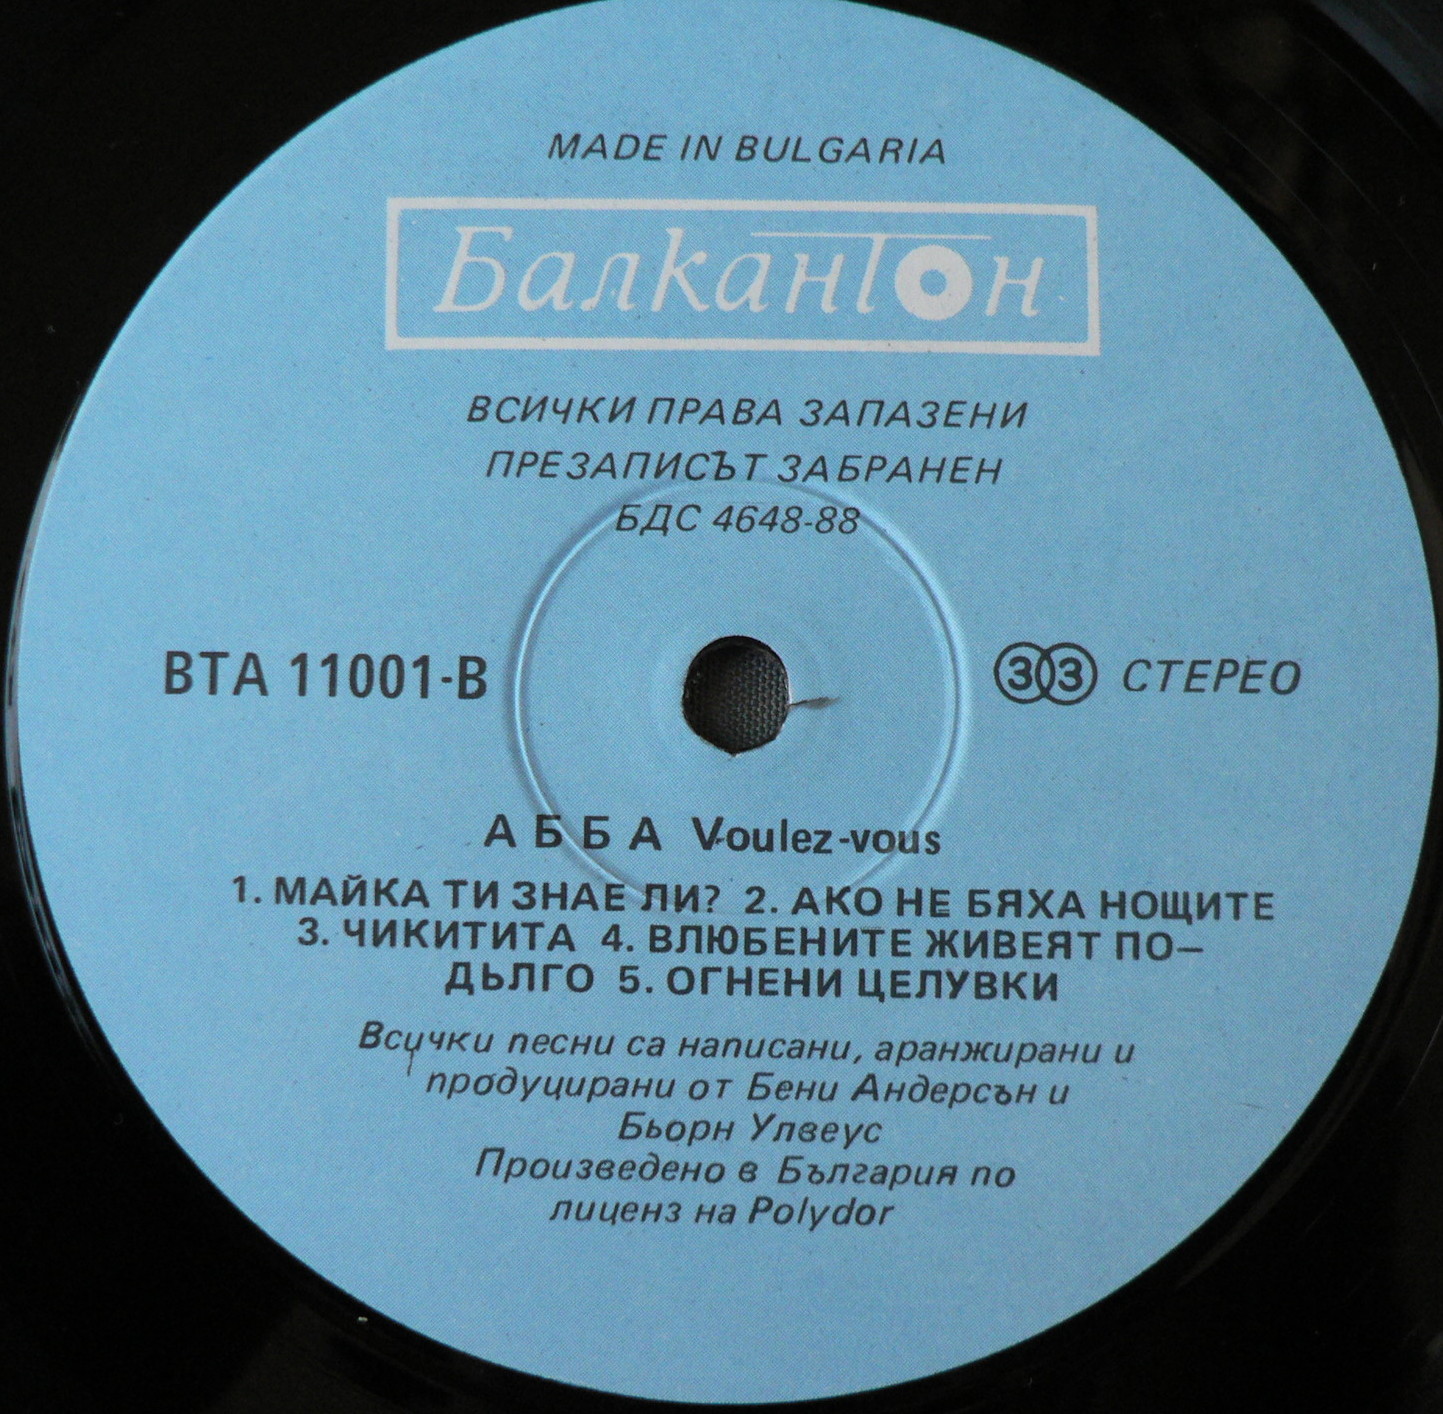 MADE IN BULGARIA
Балкантон
ВСИЧКИ ПРАВА ЗАПАЗЕНИ
ПРЕЗАПИСЪТ ЗАБРАНЕН
БДС 4648-88
ВТА 11001-В
33 СТЕРЕО
АББА Voulez-vous
1. МАЙКА ТИ ЗНАЕ ЛИ? 2. АКО НЕ БЯХА НОЩИТЕ
3. ЧИКИТИТА 4. ВЛЮБЕНИТЕ ЖИВЕЯТ ПО–
ДЬЛГО 5. ОГНЕНИ ЦЕЛУВКИ
Всички песни са написани, аранжирани и
продуцирани от Бени Андерсън и
Бьорн Улвеус
Произведено в България по
лиценз на Polydor